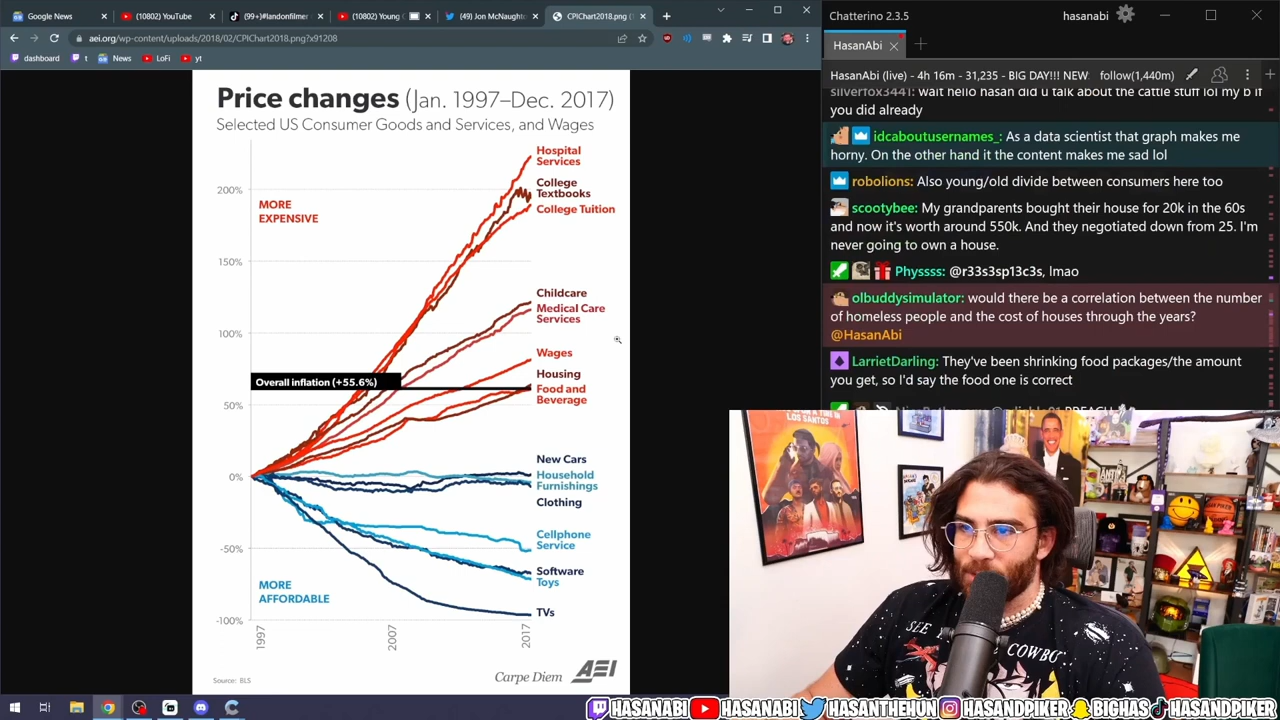 Google News
(10802) YouTube
(99+)#landonfilmer
(10802) Young
(49) Jon McNaught
CPIChart2018.png
aei.org/wp-content/uploads/2018/02/CPIChart2018.png?x91208
dashboard
t
News
LoFi
yt
Price changes (Jan. 1997–Dec. 2017)
Selected US Consumer Goods and Services, and Wages
200%
150%
100%
50%
0%
-50%
-100%
MORE
EXPENSIVE
Overall inflation (+55.6%)
MORE
AFFORDABLE
Hospital
Services
College
Textbooks
College Tuition
Childcare
Medical Care
Services
Wages
Housing
Food and
Beverage
New Cars
Household
Furnishings
Clothing
Cellphone
Service
Software
Toys
TVs
1997
2007
2017
Source: BLS
Carpe Diem AEI
Chatterino 2.3.5
hasanabi
HasanAbi
HasanAbi (live) - 4h 16m - 31,235 - BIG DAY!!! NEW
follow(1,440m)
silverfox3441: wait hello hasan did u talk about the cattle stuff lol my b if
you did already
idcaboutusernames_: As a data scientist that graph makes me
horny. On the other hand it the content makes me sad lol
robolions: Also young/old divide between consumers here too
scootybee: My grandparents bought their house for 20k in the 60s
and now it's worth around 550k. And they negotiated down from 25. I'm
never going to own a house.
Physsss: @r33s3sp13c3s, lmao
olbuddysimulator: would there be a correlation between the number
of homeless people and the cost of houses through the years?
@HasanAbi
LarrietDarling: They've been shrinking food packages/the amount
you get, so I'd say the food one is correct
LOS SANTOS
COWBO
HASANABI
HASANABI
HASANTHEHUN
HASANDPIKER
BIGHAS
HASANDPIKER